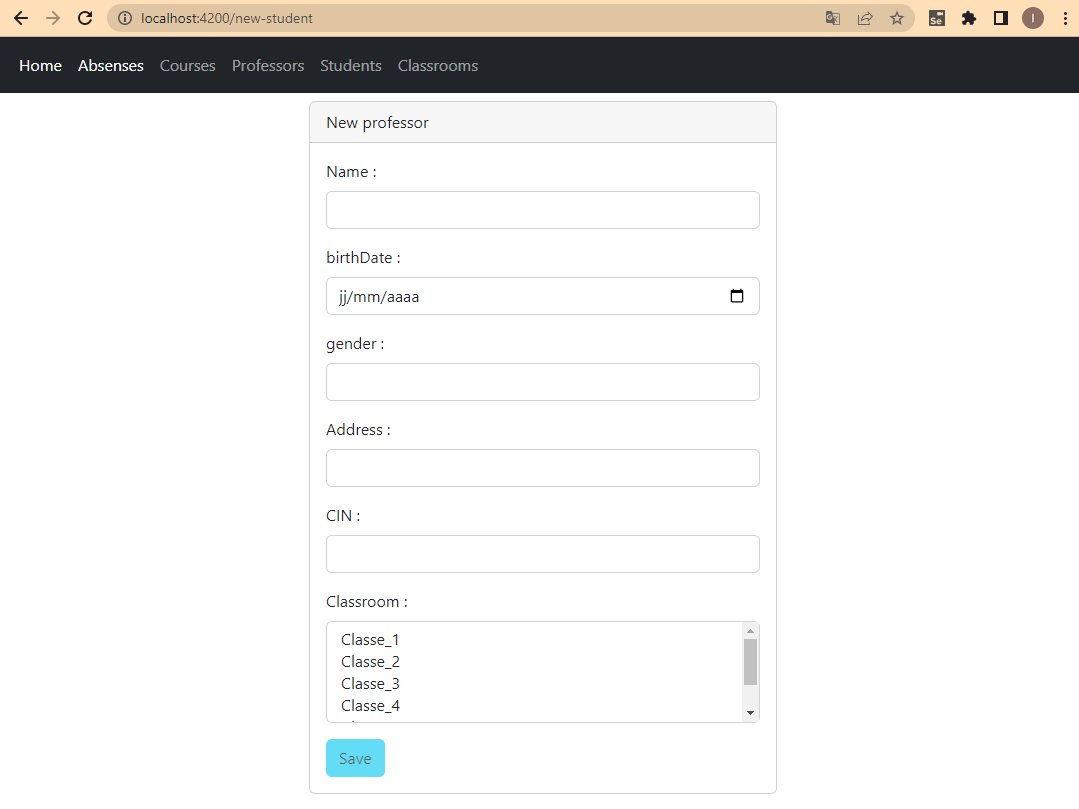 localhost:4200/new-student
Se
I
Home Absenses Courses Professors Students Classrooms
New professor
Name :
birthDate :
jj/mm/aaaa
gender :
Address :
CIN :
Classroom :
Classe_1
Classe_2
Classe_3
Classe_4
Save